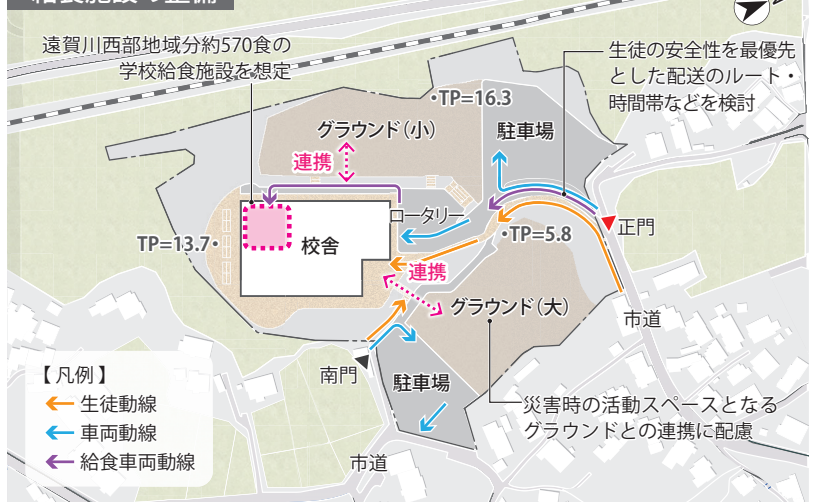 給食施設の整備
遠賀川西部地域分約570食の
学校給食施設を想定
生徒の安全性を最優先
とした配送のルート・
時間帯などを検討
・TP=16.3
グラウンド（小）
駐車場
連携
ロータリー
正門
TP=13.7・
校舎
・TP=5.8
連携
グラウンド（大）
市道
南門
駐車場
災害時の活動スペースとなる
グラウンドとの連携に配慮
市道
【凡例】
生徒動線
車両動線
給食車両動線